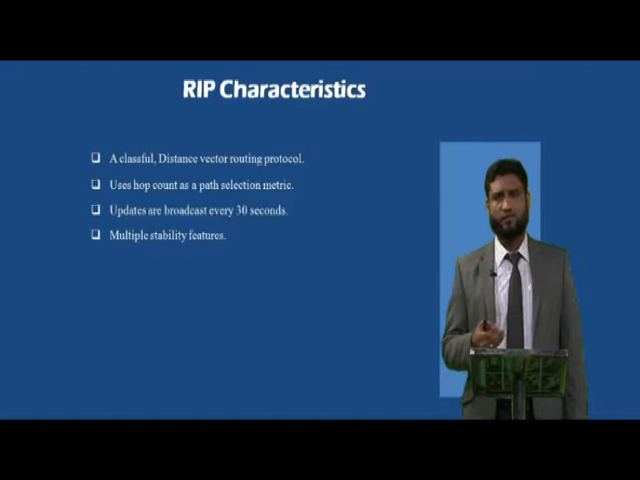 RIP Characteristics
A classful, Distance vector routing protocol.
Uses hop count as a path selection metric.
Updates are broadcast every 30 seconds.
Multiple stability features.